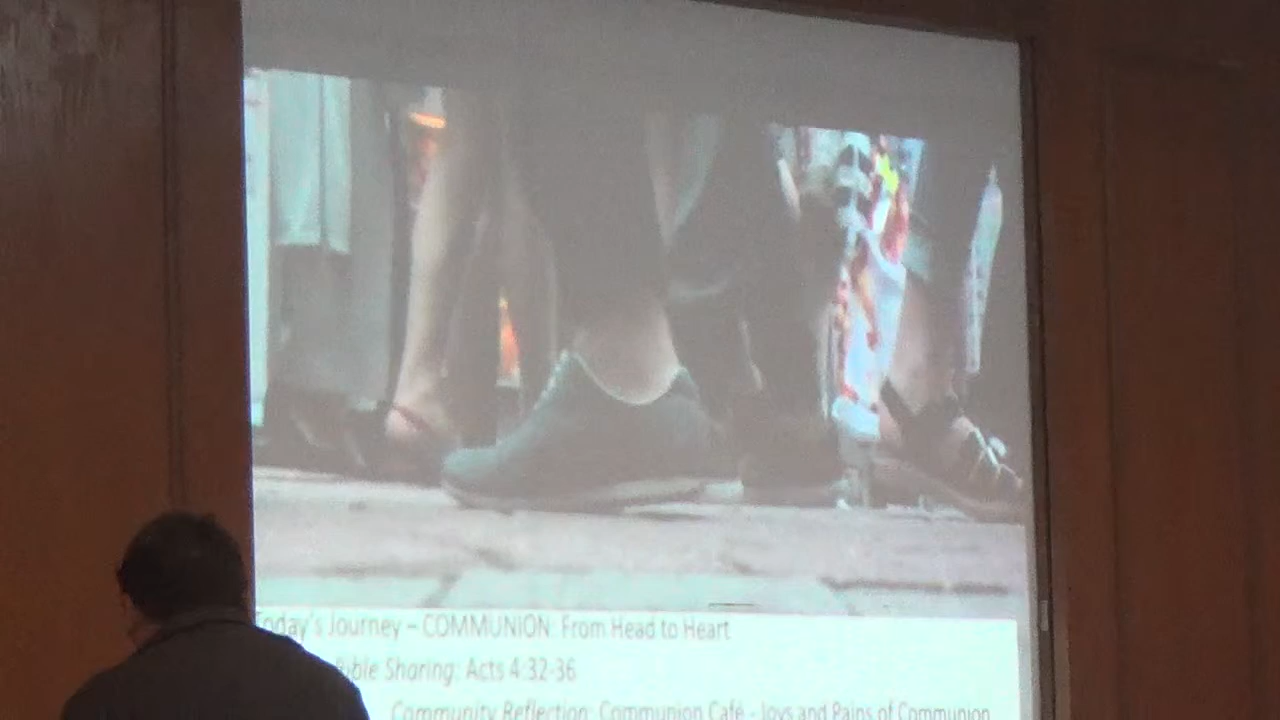 Today's Journey – COMMUNION: From Head to Heart
Bible Sharing: Acts 4:32-36
Community Reflection: Communion Café - Joys and Pains of Communion